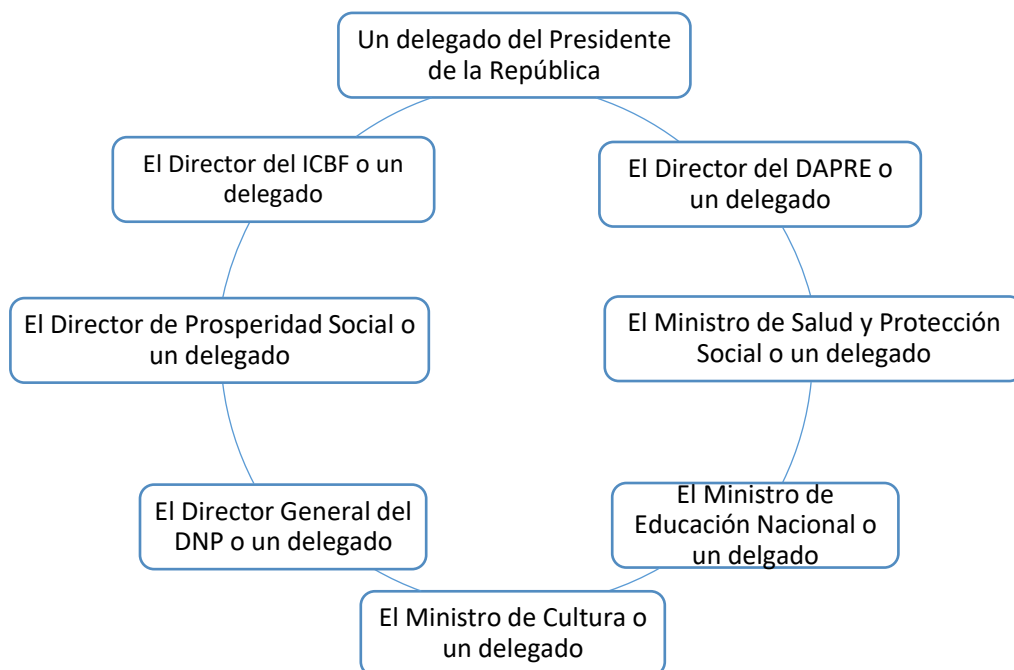 Un delegado del Presidente
de la República
El Director del DAPRE o
un delegado
El Ministro de Salud y Protección
Social o un delegado
El Ministro de
Educación Nacional o
un delgado
El Ministro de Cultura o
un delegado
El Director General del
DNP o un delegado
El Director de Prosperidad Social o
un delegado
El Director del ICBF o un
delegado